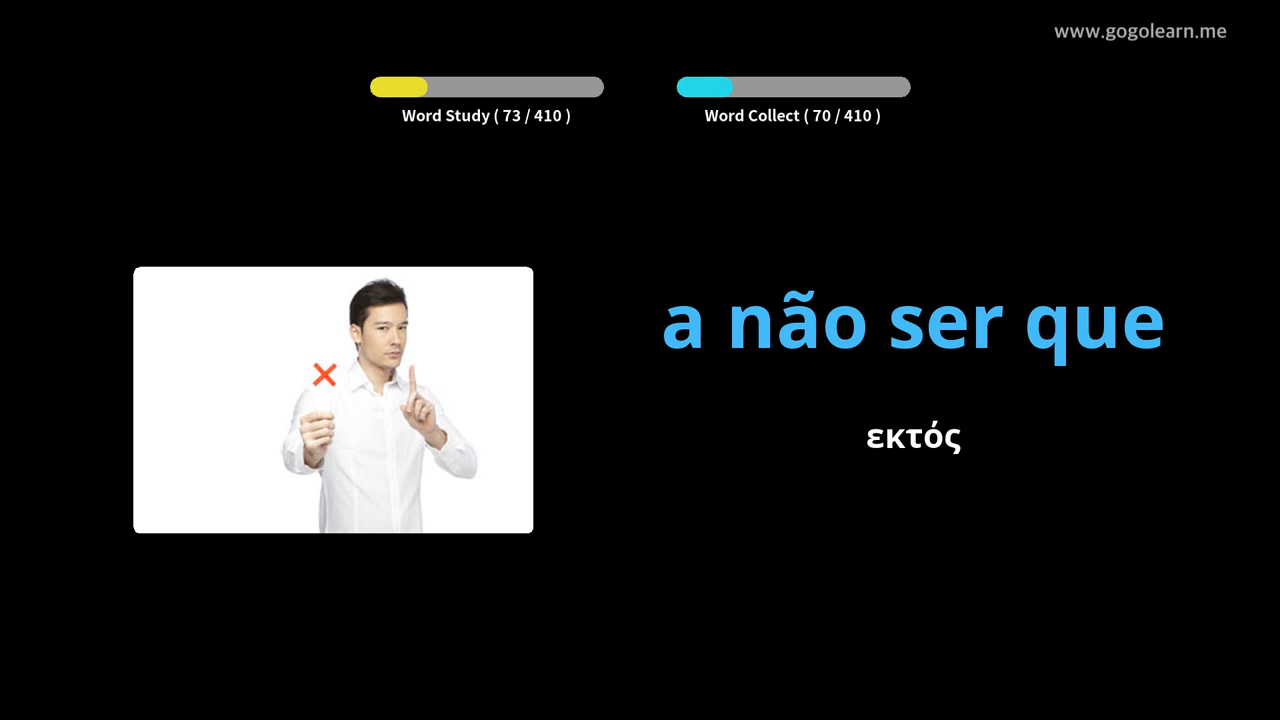 www.gogolearn.me
Word Study ( 73 / 410 )
Word Collect ( 70 / 410 )
a não ser que
εκτός